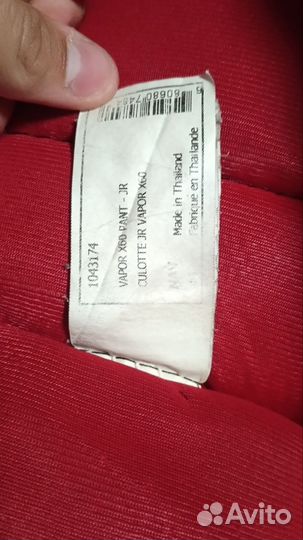 1043174
VAPOR X60 PANT - JR
CULOTTE JR VAPOR X60
Made in Thailand
Fabriqué en Thaïlande
Avito